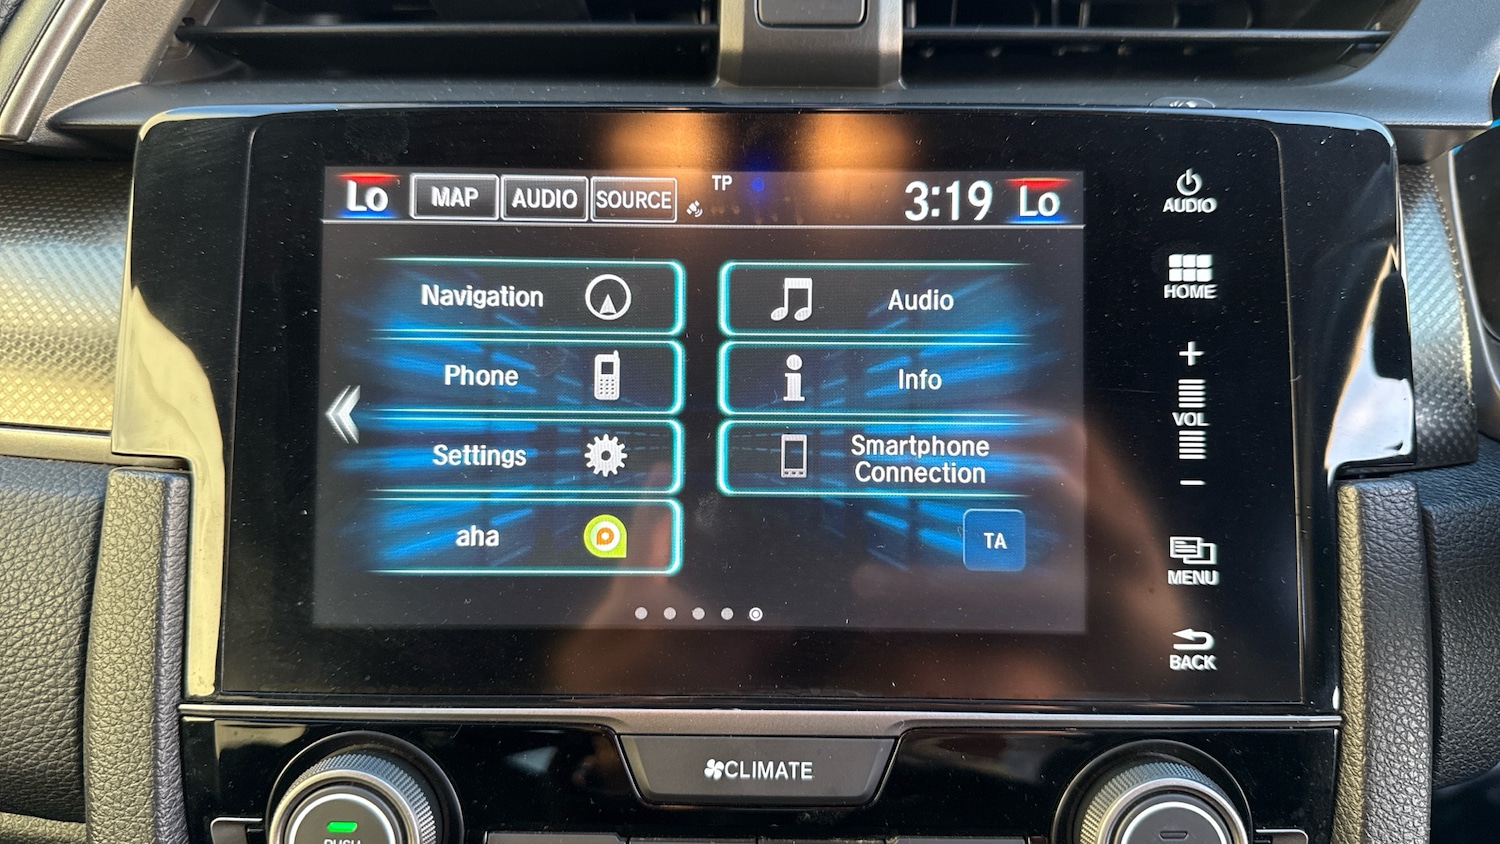 Lo MAP AUDIO SOURCE TP 3:19 Lo
Navigation
Audio
Phone
Info
Settings
Smartphone
Connection
aha
TA
AUDIO
HOME
+
VOL
−
MENU
BACK
CLIMATE
PUSH